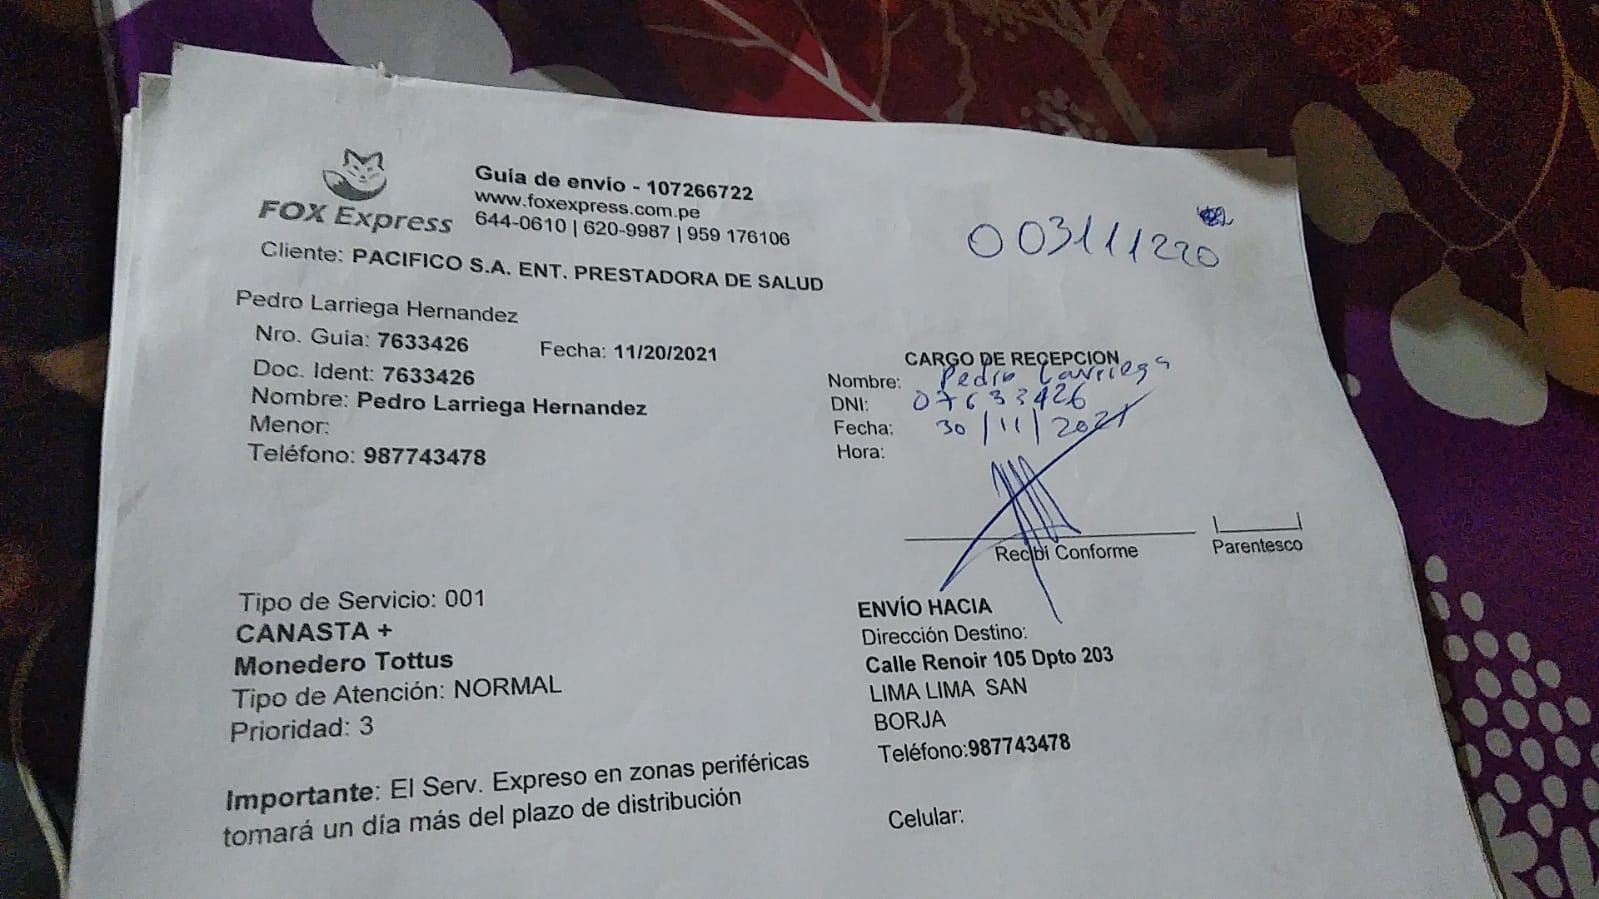 FOX Express
Guía de envío - 107266722
www.foxexpress.com.pe
644-0610 | 620-9987 | 959 176106
003111220
Cliente: PACIFICO S.A. ENT. PRESTADORA DE SALUD
Pedro Larriega Hernandez
Nro. Guía: 7633426 Fecha: 11/20/2021
Doc. Ident: 7633426
Nombre: Pedro Larriega Hernandez
Menor:
Teléfono: 987743478
CARGO DE RECEPCION
Nombre: Pedro Larriega
DNI: 07633426
Fecha: 30/11/2021
Hora:
Recibí Conforme
Parentesco
Tipo de Servicio: 001
CANASTA +
Monedero Tottus
Tipo de Atención: NORMAL
Prioridad: 3
ENVÍO HACIA
Dirección Destino:
Calle Renoir 105 Dpto 203
LIMA LIMA SAN
BORJA
Teléfono:987743478
Celular:
Importante: El Serv. Expreso en zonas periféricas
tomará un día más del plazo de distribución